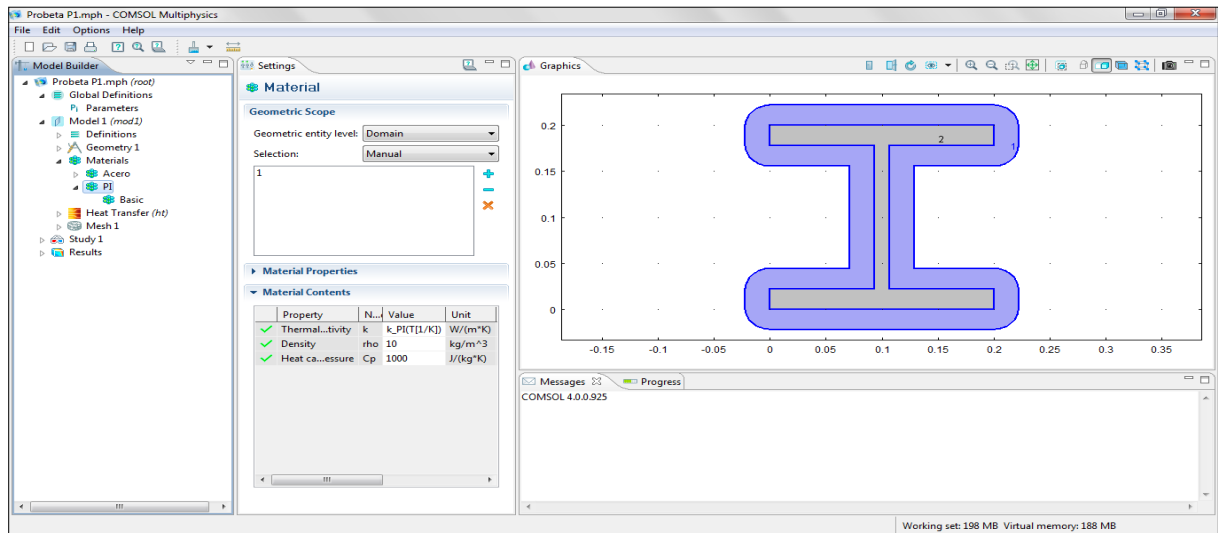 Probeta P1.mph - COMSOL Multiphysics
File Edit Options Help
Model Builder
Probeta P1.mph (root)
Global Definitions
Pi Parameters
Model 1 (mod1)
Definitions
Geometry 1
Materials
Acero
PI
Basic
Heat Transfer (ht)
Mesh 1
Study 1
Results
Settings
Material
Geometric Scope
Geometric entity level: Domain
Selection: Manual
1
Material Properties
Material Contents
Property N... Value Unit
Thermal...tivity k k_PI(T[1/K]) W/(m*K)
Density rho 10 kg/m^3
Heat ca...essure Cp 1000 J/(kg*K)
Graphics
0.2
0.15
0.1
0.05
0
2
1
-0.15 -0.1 -0.05 0 0.05 0.1 0.15 0.2 0.25 0.3 0.35
Messages Progress
COMSOL 4.0.0.925
Working set: 198 MB Virtual memory: 188 MB